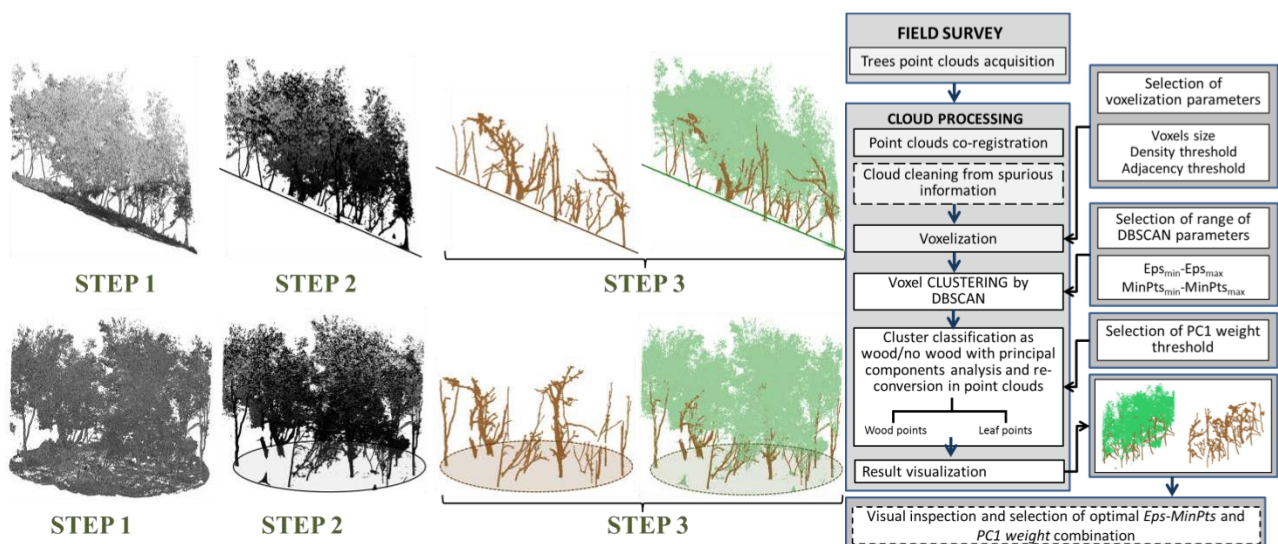 STEP 1
STEP 2
STEP 3
STEP 1
STEP 2
STEP 3
FIELD SURVEY
Trees point clouds acquisition
CLOUD PROCESSING
Point clouds co-registration
Cloud cleaning from spurious
information
Voxelization
Voxel CLUSTERING by
DBSCAN
Cluster classification as
wood/no wood with principal
components analysis and re-
conversion in point clouds
Wood points
Leaf points
Result visualization
Selection of
voxelization parameters
Voxels size
Density threshold
Adjacency threshold
Selection of range of
DBSCAN parameters
Eps_min-Eps_max
MinPts_min-MinPts_max
Selection of PC1 weight
threshold
Visual inspection and selection of optimal Eps-MinPts and
PC1 weight combination